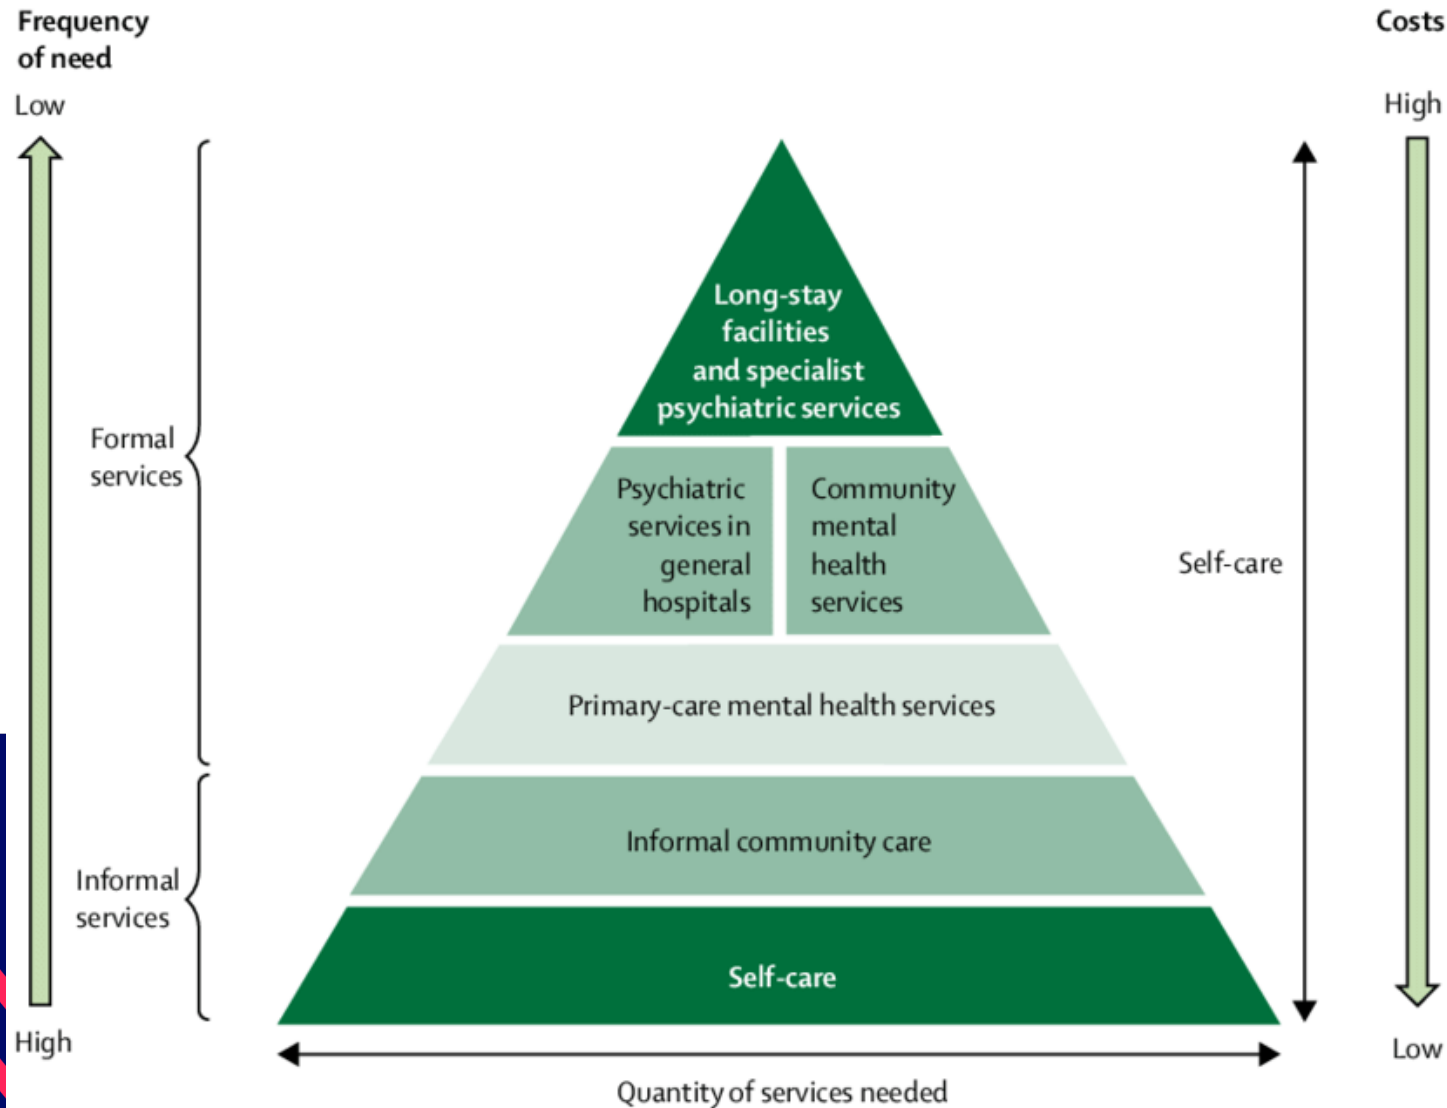 Frequency
of need
Costs
Low
High
Long-stay
facilities
and specialist
psychiatric services
Formal
services
Psychiatric
services in
general
hospitals
Community
mental
health
services
Self-care
Primary-care mental health services
Informal community care
Informal
services
Self-care
High
Low
Quantity of services needed